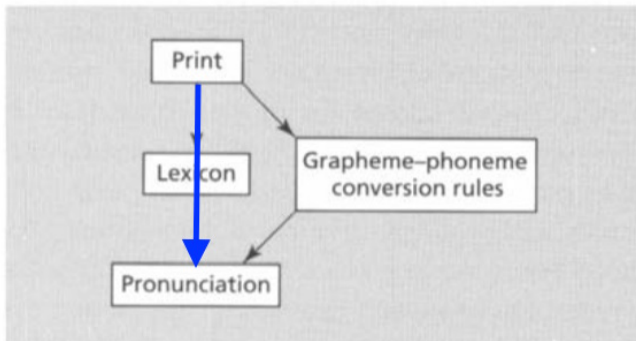 Print
Lexicon
Grapheme–phoneme
conversion rules
Pronunciation